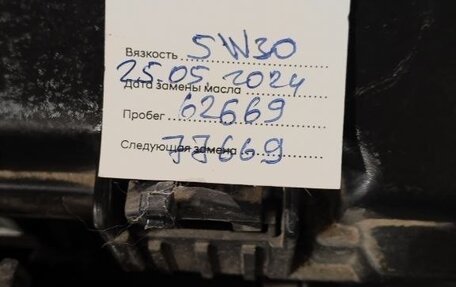 Вязкость 5W30
25.05.2024
Дата замены масла
Пробег 62669
Следующая замена 77669